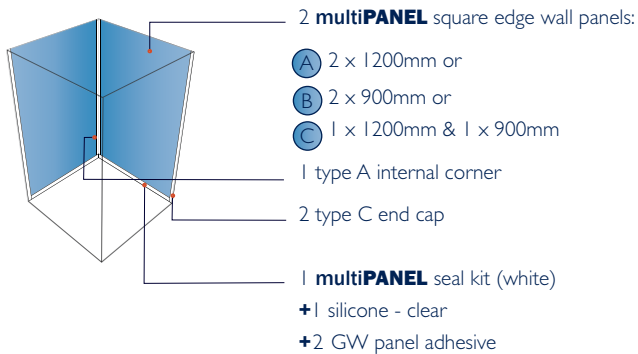 2 multiPANEL square edge wall panels:
A 2 x 1200mm or
B 2 x 900mm or
C 1 x 1200mm & 1 x 900mm
1 type A internal corner
2 type C end cap
1 multiPANEL seal kit (white)
+1 silicone - clear
+2 GW panel adhesive